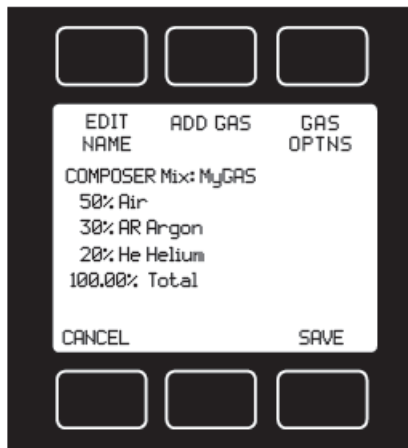 EDIT NAME
ADD GAS
GAS OPTNS
COMPOSER Mix: MyGAS
50% Air
30% AR Argon
20% He Helium
100.00% Total
CANCEL
SAVE